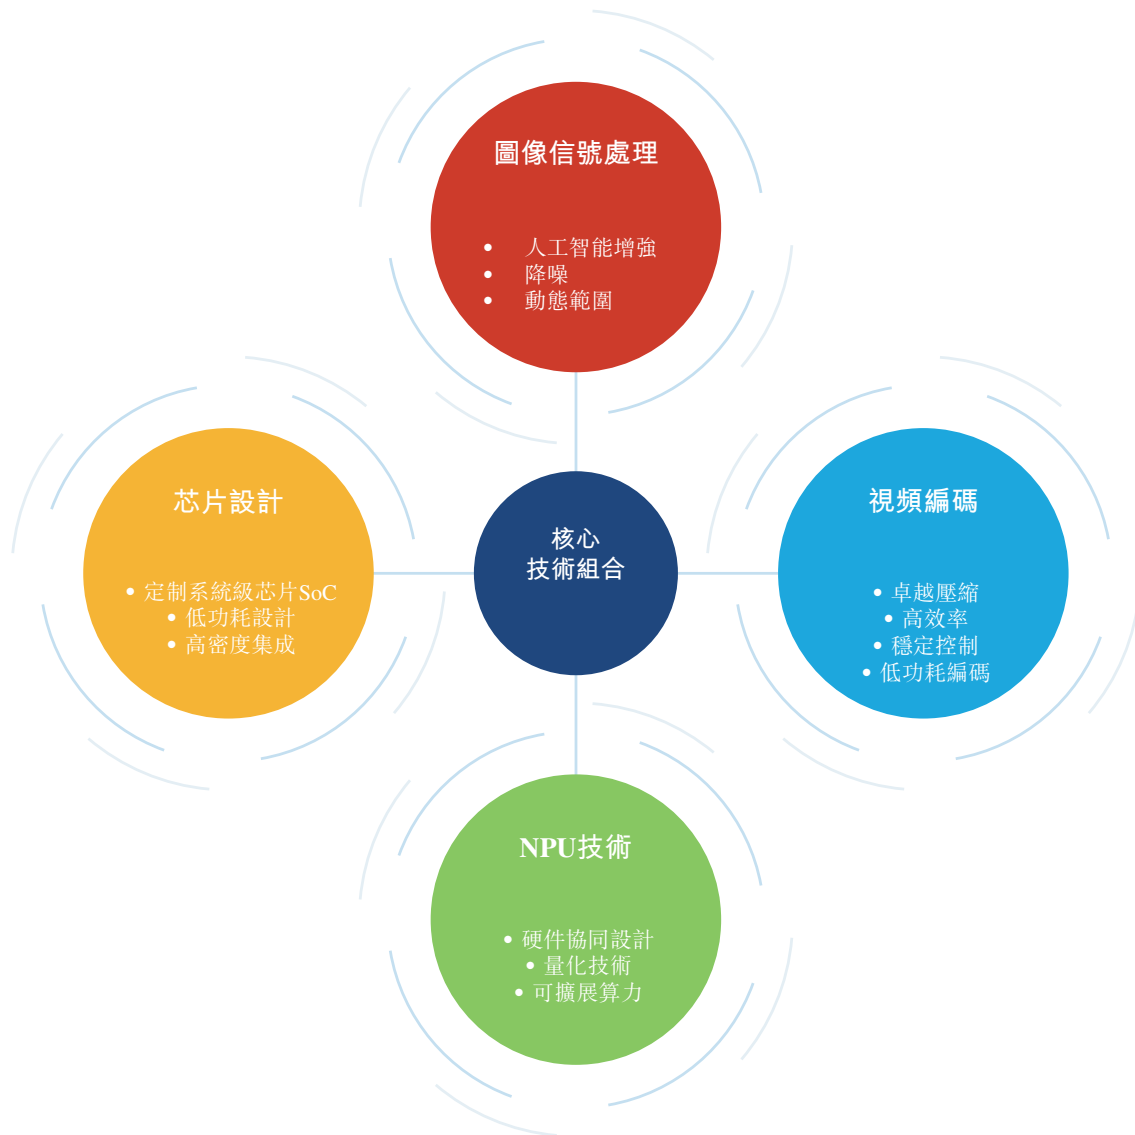 圖像信號處理
• 人工智能增強
• 降噪
• 動態範圍
芯片設計
• 定制系統級芯片SoC
• 低功耗設計
• 高密度集成
核心
技術組合
視頻編碼
• 卓越壓縮
• 高效率
• 穩定控制
• 低功耗編碼
NPU技術
• 硬件協同設計
• 量化技術
• 可擴展算力